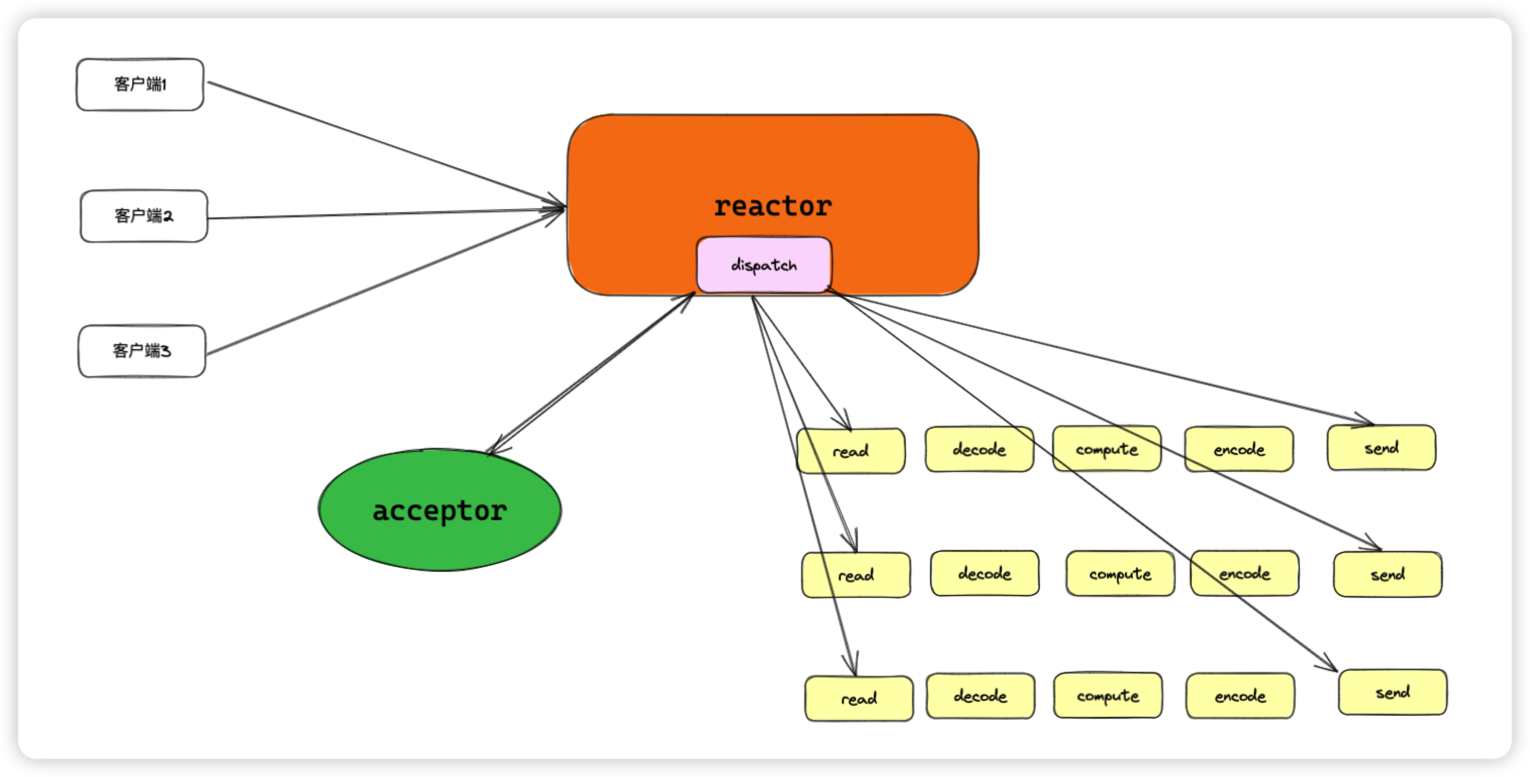 客户端1
客户端2
客户端3
reactor
dispatch
acceptor
read
decode
compute
encode
send
read
decode
compute
encode
send
read
decode
compute
encode
send